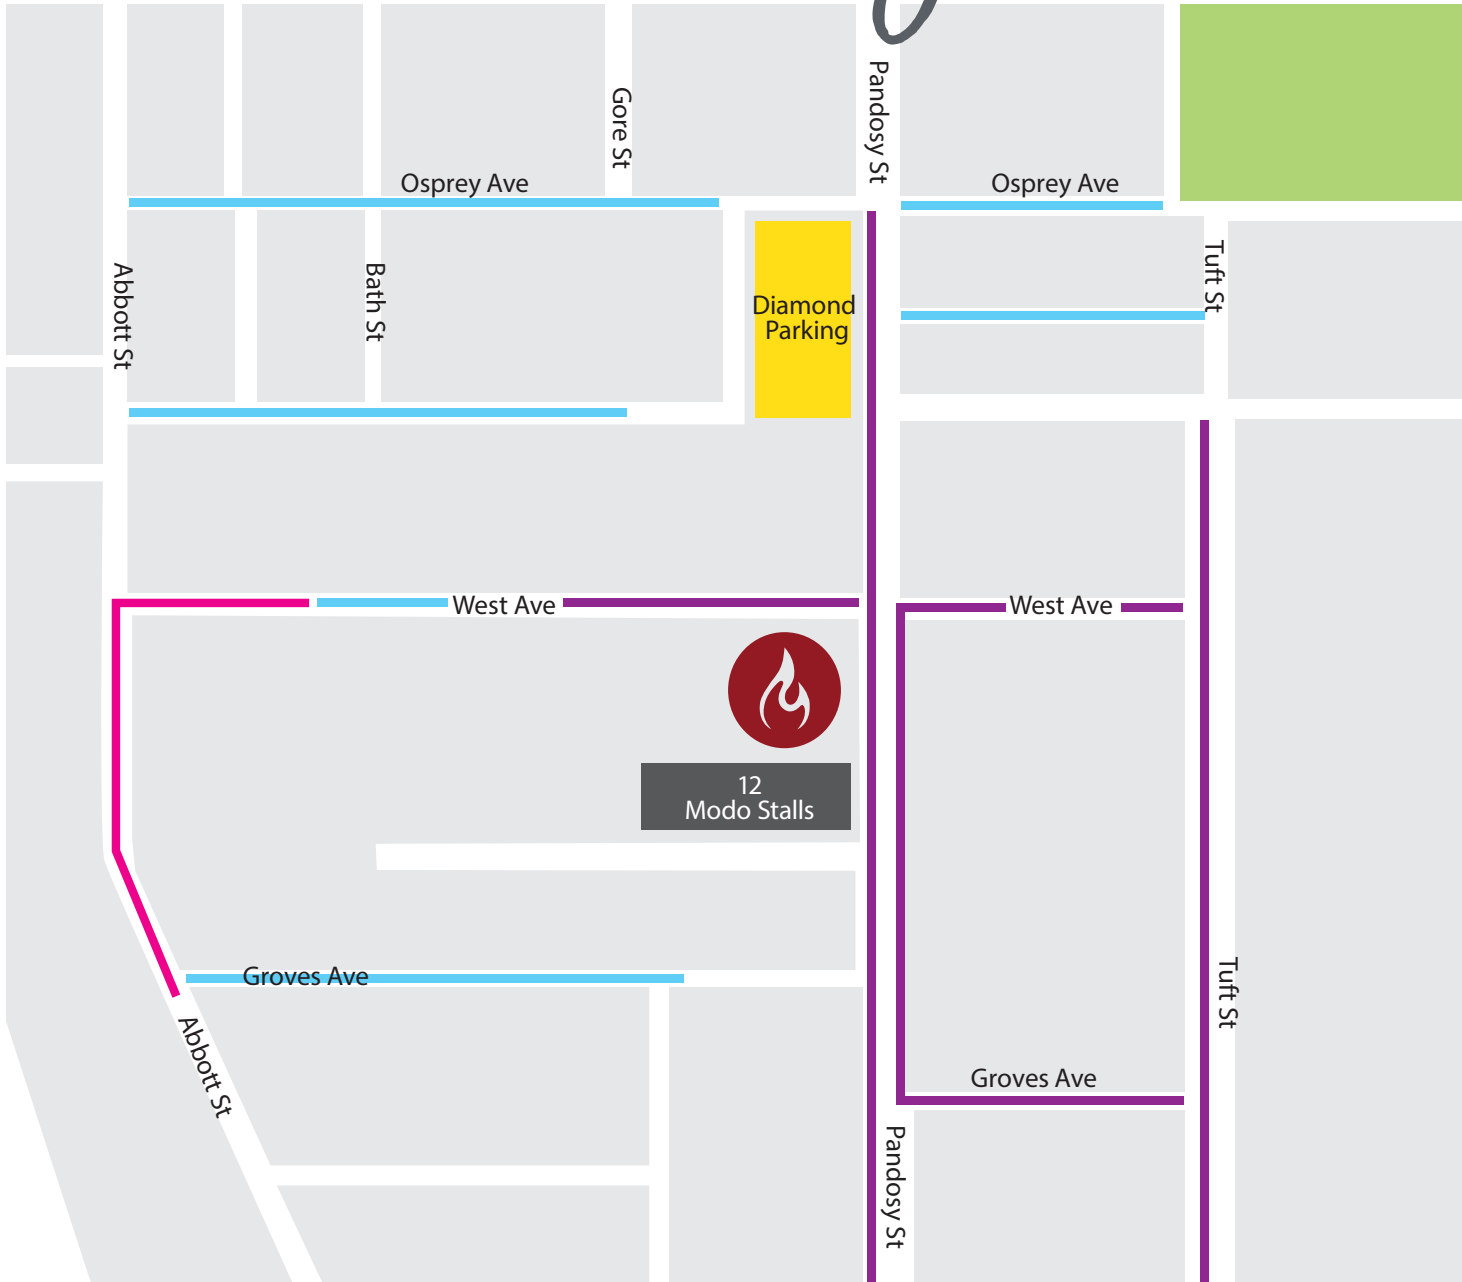 Pandosy St
Gore St
Osprey Ave
Osprey Ave
Abbott St
Bath St
Diamond
Parking
Tuft St
West Ave
West Ave
12
Modo Stalls
Groves Ave
Tuft St
Abbott St
Groves Ave
Pandosy St